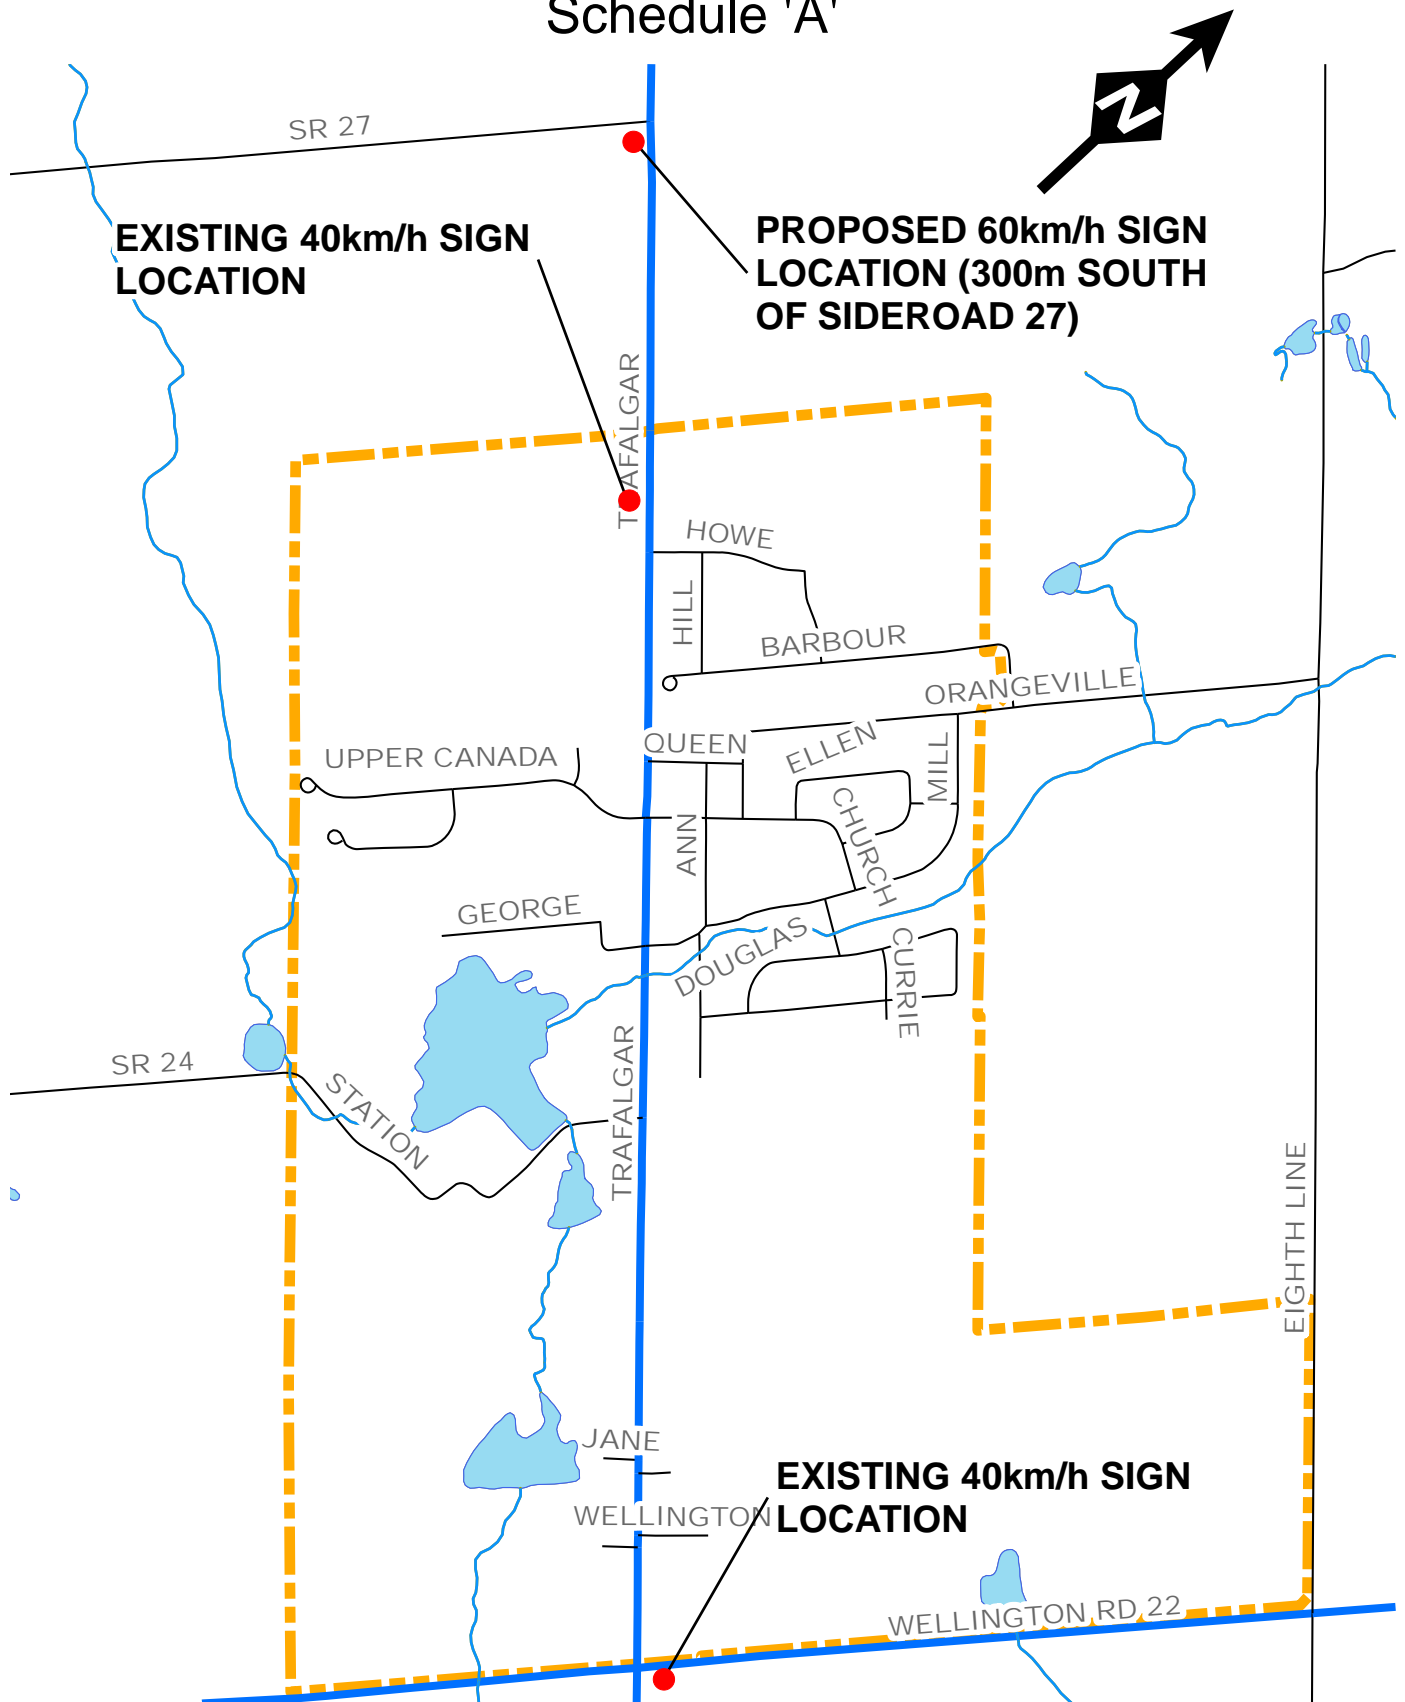 Schedule 'A'
N
SR 27
EXISTING 40km/h SIGN
LOCATION
PROPOSED 60km/h SIGN
LOCATION (300m SOUTH
OF SIDEROAD 27)
TRAFALGAR
HOWE
HILL
BARBOUR
ORANGEVILLE
QUEEN
UPPER CANADA
ELLEN
MILL
CHURCH
ANN
GEORGE
DOUGLAS
CURRIE
SR 24
STATION
TRAFALGAR
EIGHTH LINE
JANE
EXISTING 40km/h SIGN
LOCATION
WELLINGTON
WELLINGTON RD 22